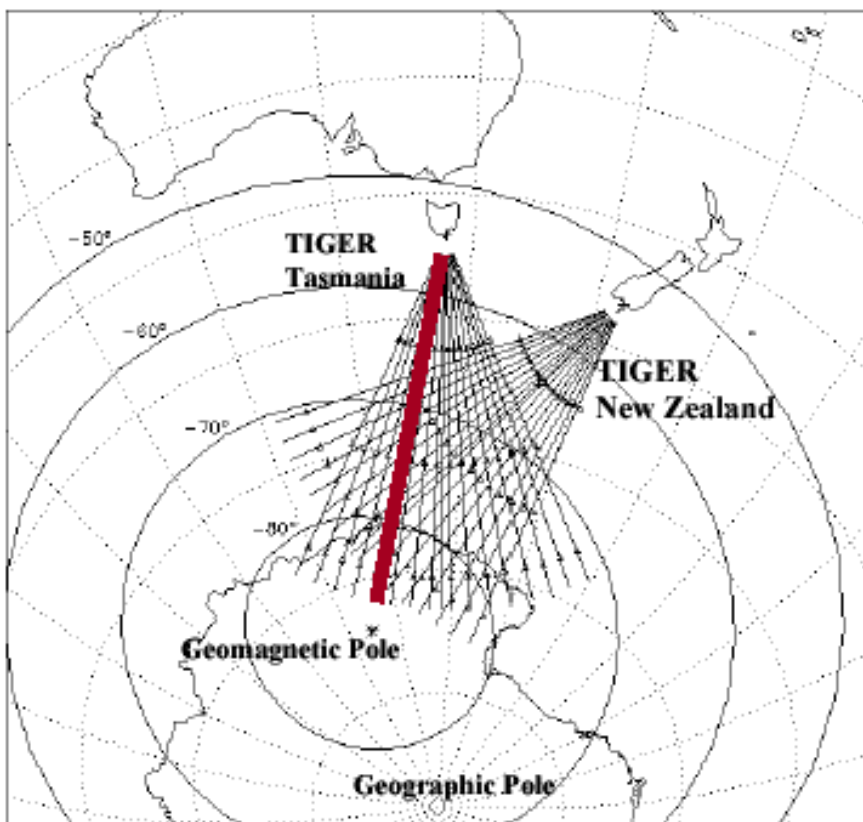 -50°
TIGER
Tasmania
-60°
TIGER
New Zealand
-70°
-80°
Geomagnetic Pole
Geographic Pole